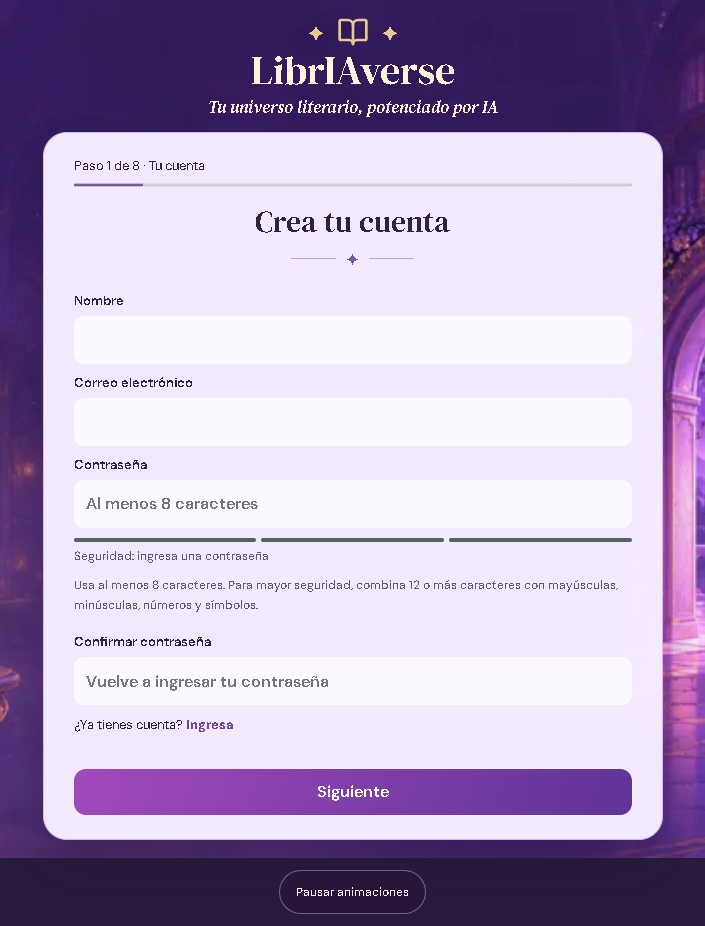 LibrIAverse
Tu universo literario, potenciado por IA
Paso 1 de 8 · Tu cuenta
Crea tu cuenta
Nombre
Correo electrónico
Contraseña
Al menos 8 caracteres
Seguridad: ingresa una contraseña
Usa al menos 8 caracteres. Para mayor seguridad, combina 12 o más caracteres con mayúsculas,
minúsculas, números y símbolos.
Confirmar contraseña
Vuelve a ingresar tu contraseña
¿Ya tienes cuenta? Ingresa
Siguiente
Pausar animaciones